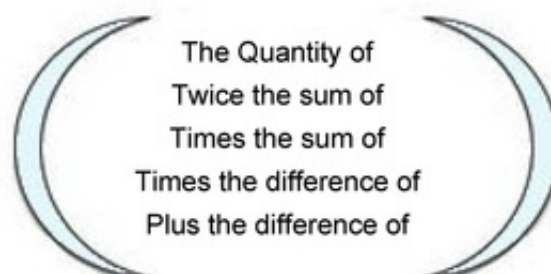 The Quantity of
Twice the sum of
Times the sum of
Times the difference of
Plus the difference of